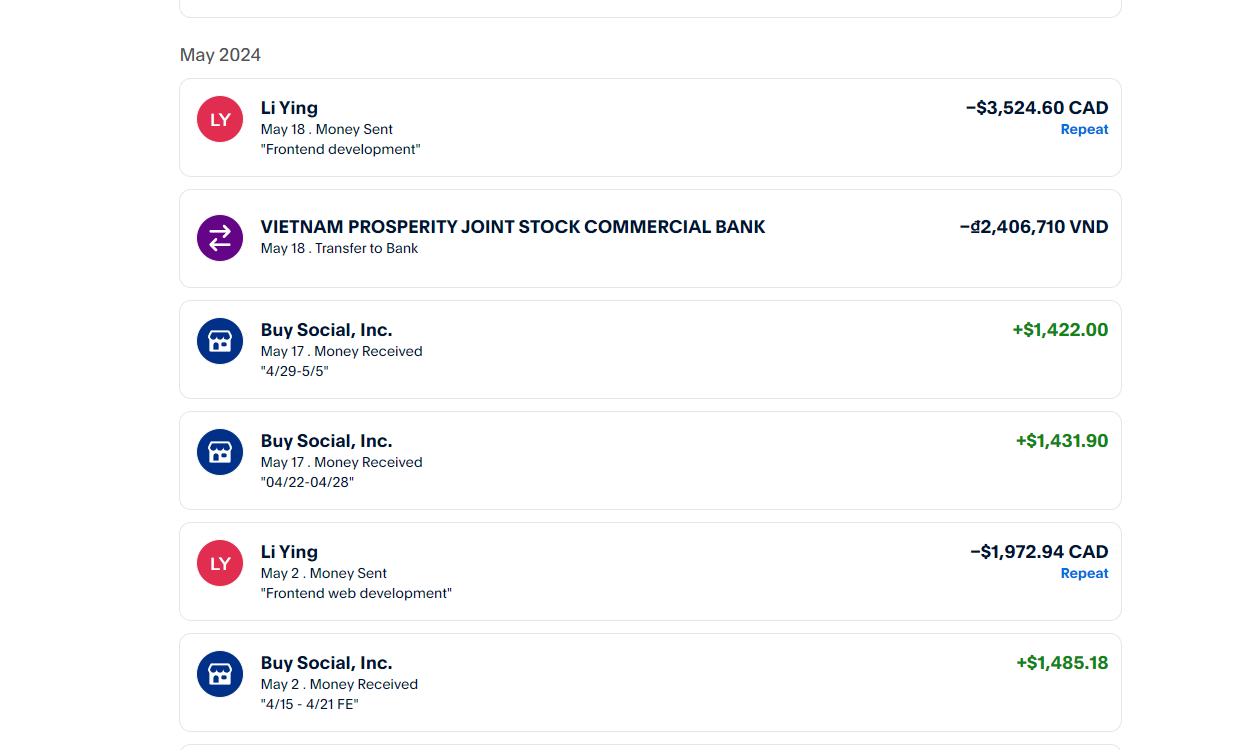 May 2024
LY
Li Ying
−$3,524.60 CAD
May 18 . Money Sent
Repeat
"Frontend development"
VIETNAM PROSPERITY JOINT STOCK COMMERCIAL BANK
−₫2,406,710 VND
May 18 . Transfer to Bank
Buy Social, Inc.
+$1,422.00
May 17 . Money Received
"4/29-5/5"
Buy Social, Inc.
+$1,431.90
May 17 . Money Received
"04/22-04/28"
LY
Li Ying
−$1,972.94 CAD
May 2 . Money Sent
Repeat
"Frontend web development"
Buy Social, Inc.
+$1,485.18
May 2 . Money Received
"4/15 - 4/21 FE"